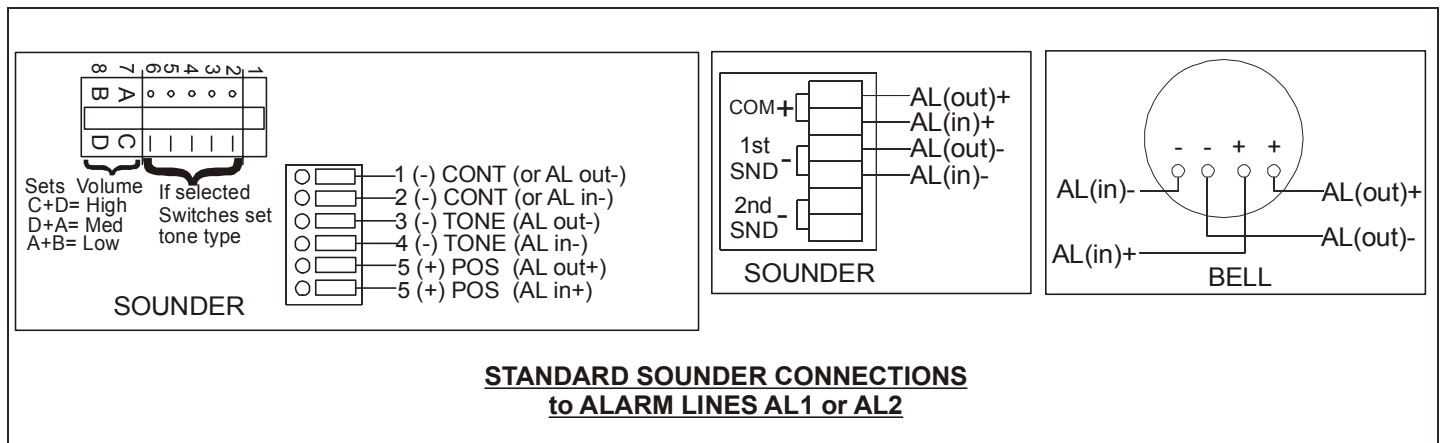 8 7 6 5 4 3 2 1
B A
D C
Sets Volume
C+D= High
D+A= Med
A+B= Low
If selected
Switches set
tone type
1 (-) CONT (or AL out-)
2 (-) CONT (or AL in-)
3 (-) TONE (AL out-)
4 (-) TONE (AL in-)
5 (+) POS (AL out+)
5 (+) POS (AL in+)
SOUNDER
COM +
1st
SND -
2nd
SND -
AL(out)+
AL(in)+
AL(out)-
AL(in)-
SOUNDER
- - + +
AL(in)-
AL(out)+
AL(out)-
AL(in)+
BELL
STANDARD SOUNDER CONNECTIONS
to ALARM LINES AL1 or AL2